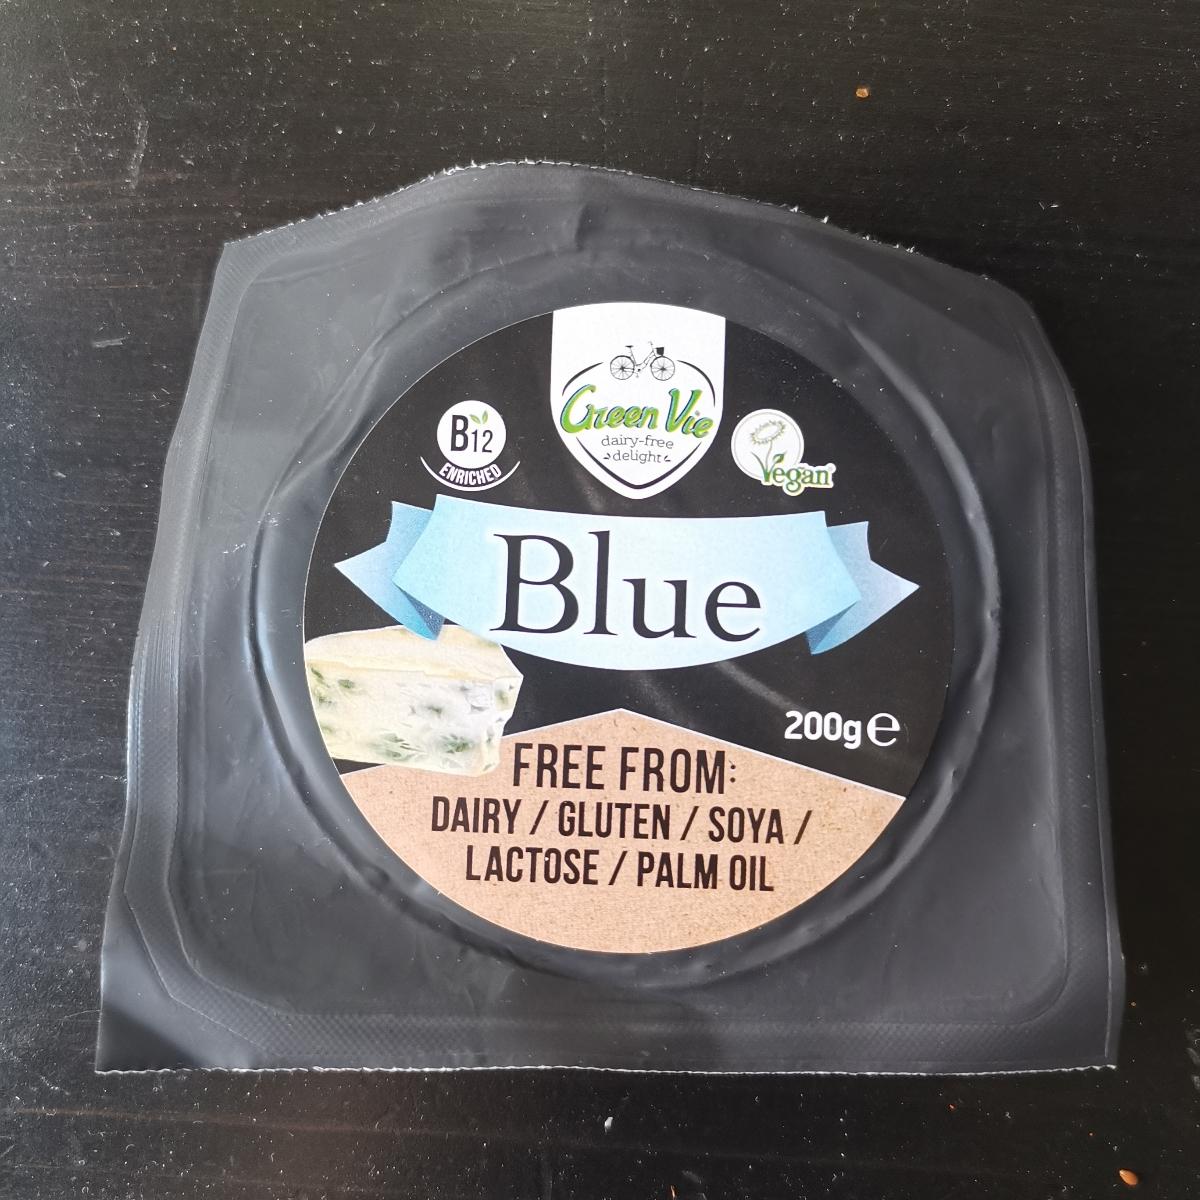 Green Vie
dairy-free
delight
B12
ENRICHED
Vegan
Blue
200g ℮
FREE FROM:
DAIRY / GLUTEN / SOYA /
LACTOSE / PALM OIL